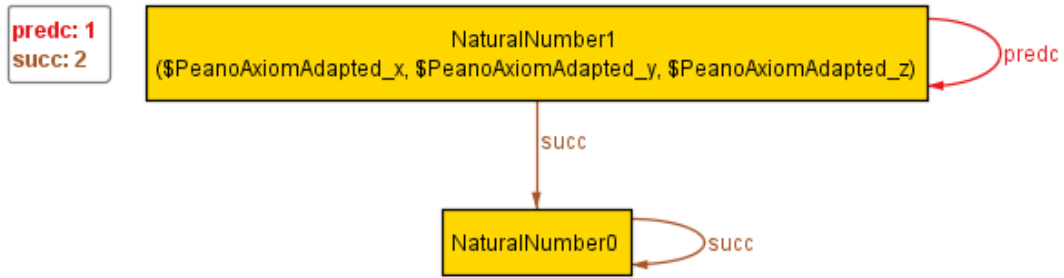 predc: 1
succ: 2
NaturalNumber1
($PeanoAxiomAdapted_x, $PeanoAxiomAdapted_y, $PeanoAxiomAdapted_z)
predc
succ
NaturalNumber0
succ